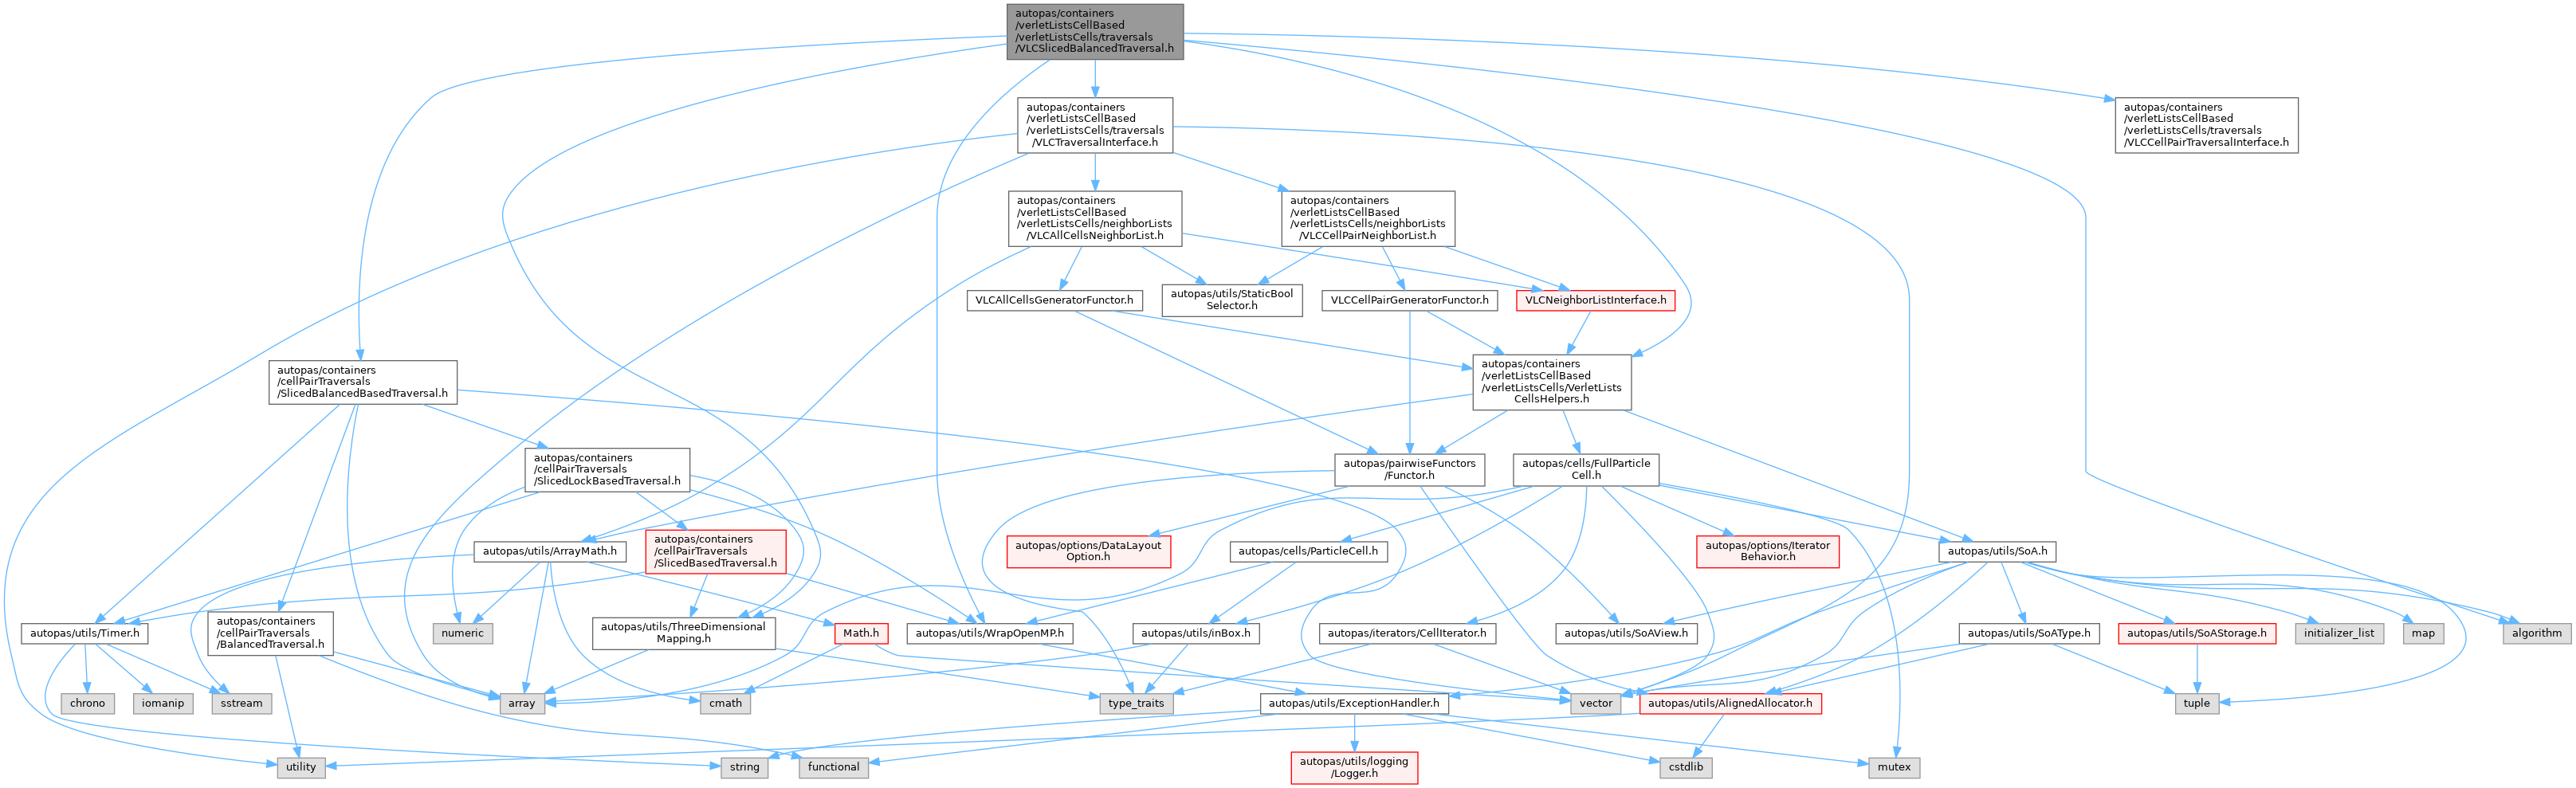 autopas/containers
/verletListsCellBased
/verletListsCells/traversals
/VLCSlicedBalancedTraversal.h
autopas/containers
/verletListsCellBased
/verletListsCells/traversals
/VLCTraversalInterface.h
autopas/containers
/verletListsCellBased
/verletListsCells/traversals
/VLCCellPairTraversalInterface.h
autopas/containers
/verletListsCellBased
/verletListsCells/neighborLists
/VLCAllCellsNeighborList.h
autopas/containers
/verletListsCellBased
/verletListsCells/neighborLists
/VLCCellPairNeighborList.h
VLCAllCellsGeneratorFunctor.h
autopas/utils/StaticBool
Selector.h
VLCCellPairGeneratorFunctor.h
VLCNeighborListInterface.h
autopas/containers
/cellPairTraversals
/SlicedBalancedBasedTraversal.h
autopas/containers
/verletListsCellBased
/verletListsCells/VerletLists
CellsHelpers.h
autopas/containers
/cellPairTraversals
/SlicedLockBasedTraversal.h
autopas/pairwiseFunctors
/Functor.h
autopas/cells/FullParticle
Cell.h
autopas/utils/ArrayMath.h
autopas/containers
/cellPairTraversals
/SlicedBasedTraversal.h
autopas/options/DataLayout
Option.h
autopas/cells/ParticleCell.h
autopas/options/Iterator
Behavior.h
autopas/utils/SoA.h
autopas/utils/Timer.h
autopas/containers
/cellPairTraversals
/BalancedTraversal.h
numeric
autopas/utils/ThreeDimensional
Mapping.h
Math.h
autopas/utils/WrapOpenMP.h
autopas/utils/inBox.h
autopas/iterators/CellIterator.h
autopas/utils/SoAView.h
autopas/utils/SoAType.h
autopas/utils/SoAStorage.h
initializer_list
map
algorithm
chrono
iomanip
sstream
array
cmath
type_traits
autopas/utils/ExceptionHandler.h
vector
autopas/utils/AlignedAllocator.h
tuple
utility
string
functional
autopas/utils/logging
/Logger.h
cstdlib
mutex